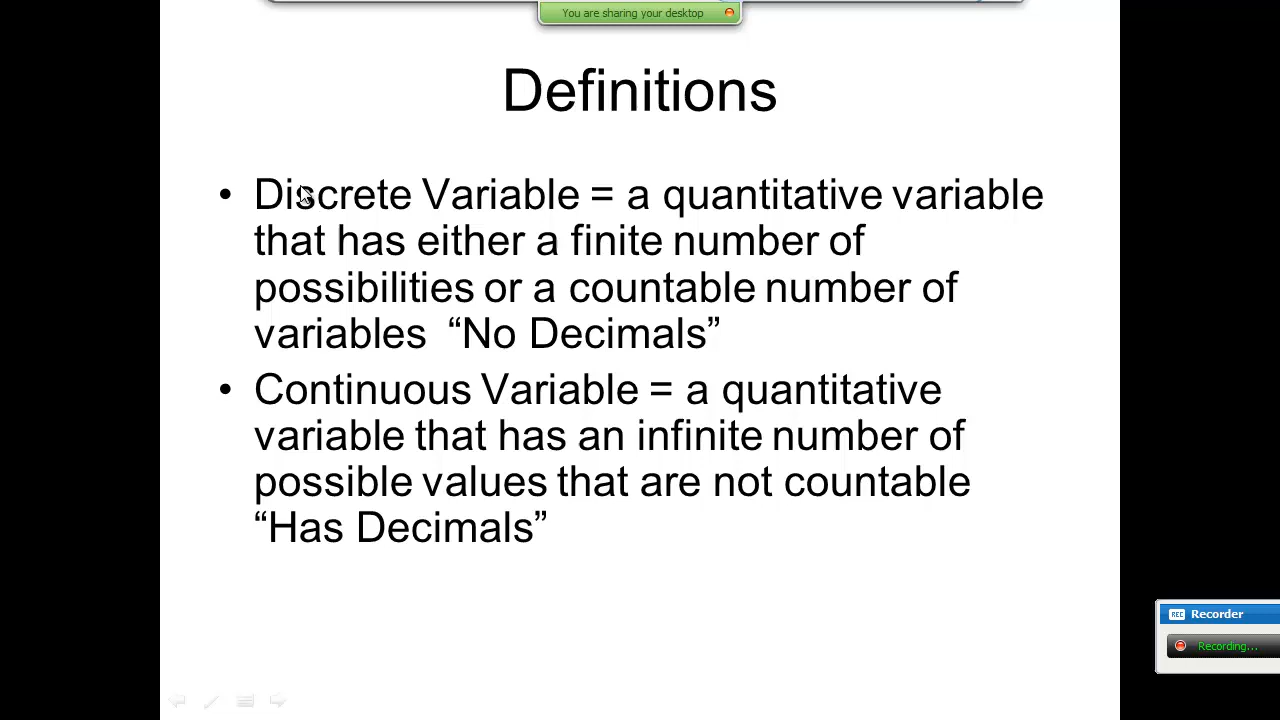 You are sharing your desktop
Definitions
• Discrete Variable = a quantitative variable
that has either a finite number of
possibilities or a countable number of
variables “No Decimals”
• Continuous Variable = a quantitative
variable that has an infinite number of
possible values that are not countable
“Has Decimals”
REC Recorder
Recording...